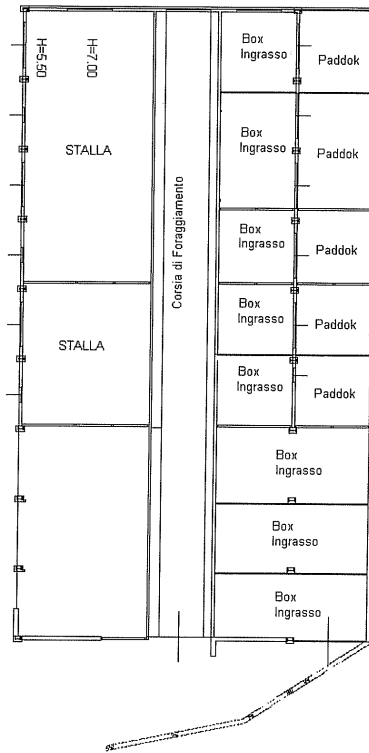 Box
Ingrasso
Paddok
H=7.00
H=5.50
STALLA
Box
Ingrasso
Paddok
Corsia di Foraggiamento
Box
Ingrasso
Paddok
Box
Ingrasso
Paddok
STALLA
Box
Ingrasso
Paddok
Box
Ingrasso
Box
Ingrasso
Box
Ingrasso